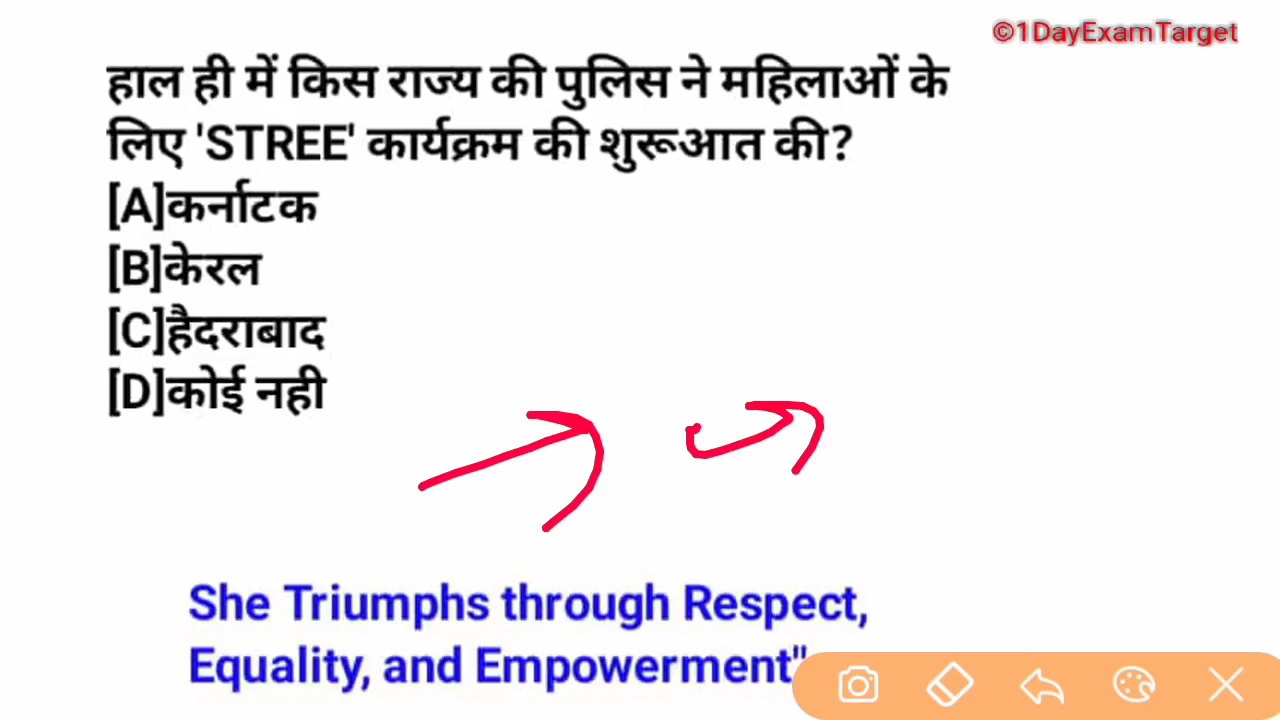 ©1DayExamTarget
हाल ही में किस राज्य की पुलिस ने महिलाओं के
लिए 'STREE' कार्यक्रम की शुरूआत की?
[A]कर्नाटक
[B]केरल
[C]हैदराबाद
[D]कोई नही
She Triumphs through Respect,
Equality, and Empowerment"